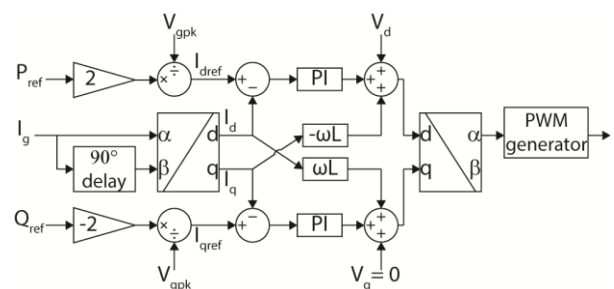 V_gpk
V_d
P_ref
2
×
÷
I_dref
+
−
PI
+
+
+
I_g
90°
delay
α
β
d
q
I_d
I_q
-ωL
ωL
d
q
α
β
PWM
generator
Q_ref
-2
×
÷
I_qref
+
−
PI
+
+
+
V_gpk
V_q = 0